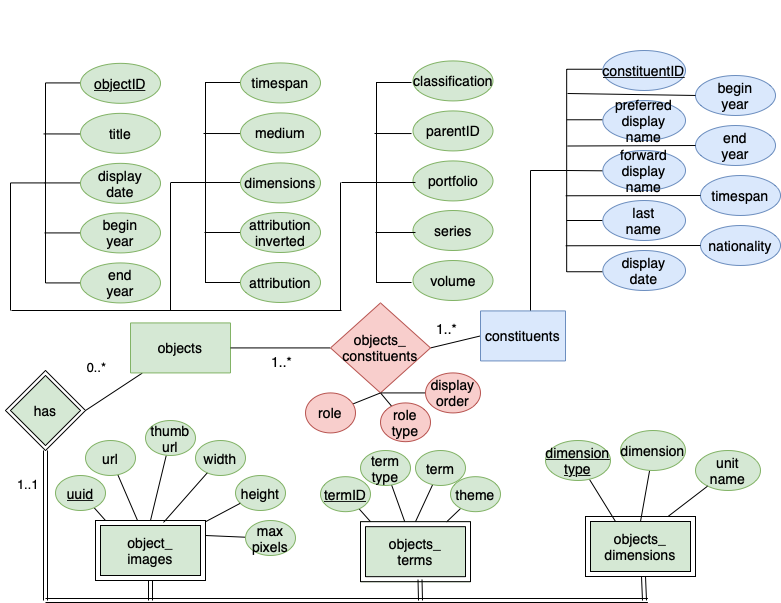 objectID
title
display
date
begin
year
end
year
timespan
medium
dimensions
attribution
inverted
attribution
classification
parentID
portfolio
series
volume
constituentID
begin
year
preferred
display
name
end
year
forward
display
name
timespan
last
name
nationality
display
date
objects
1..*
objects_
constituents
1..*
constituents
role
role
type
display
order
0..*
has
1..1
uuid
url
thumb
url
width
height
max
pixels
object_
images
termID
term
type
term
theme
objects_
terms
dimension
type
dimension
unit
name
objects_
dimensions